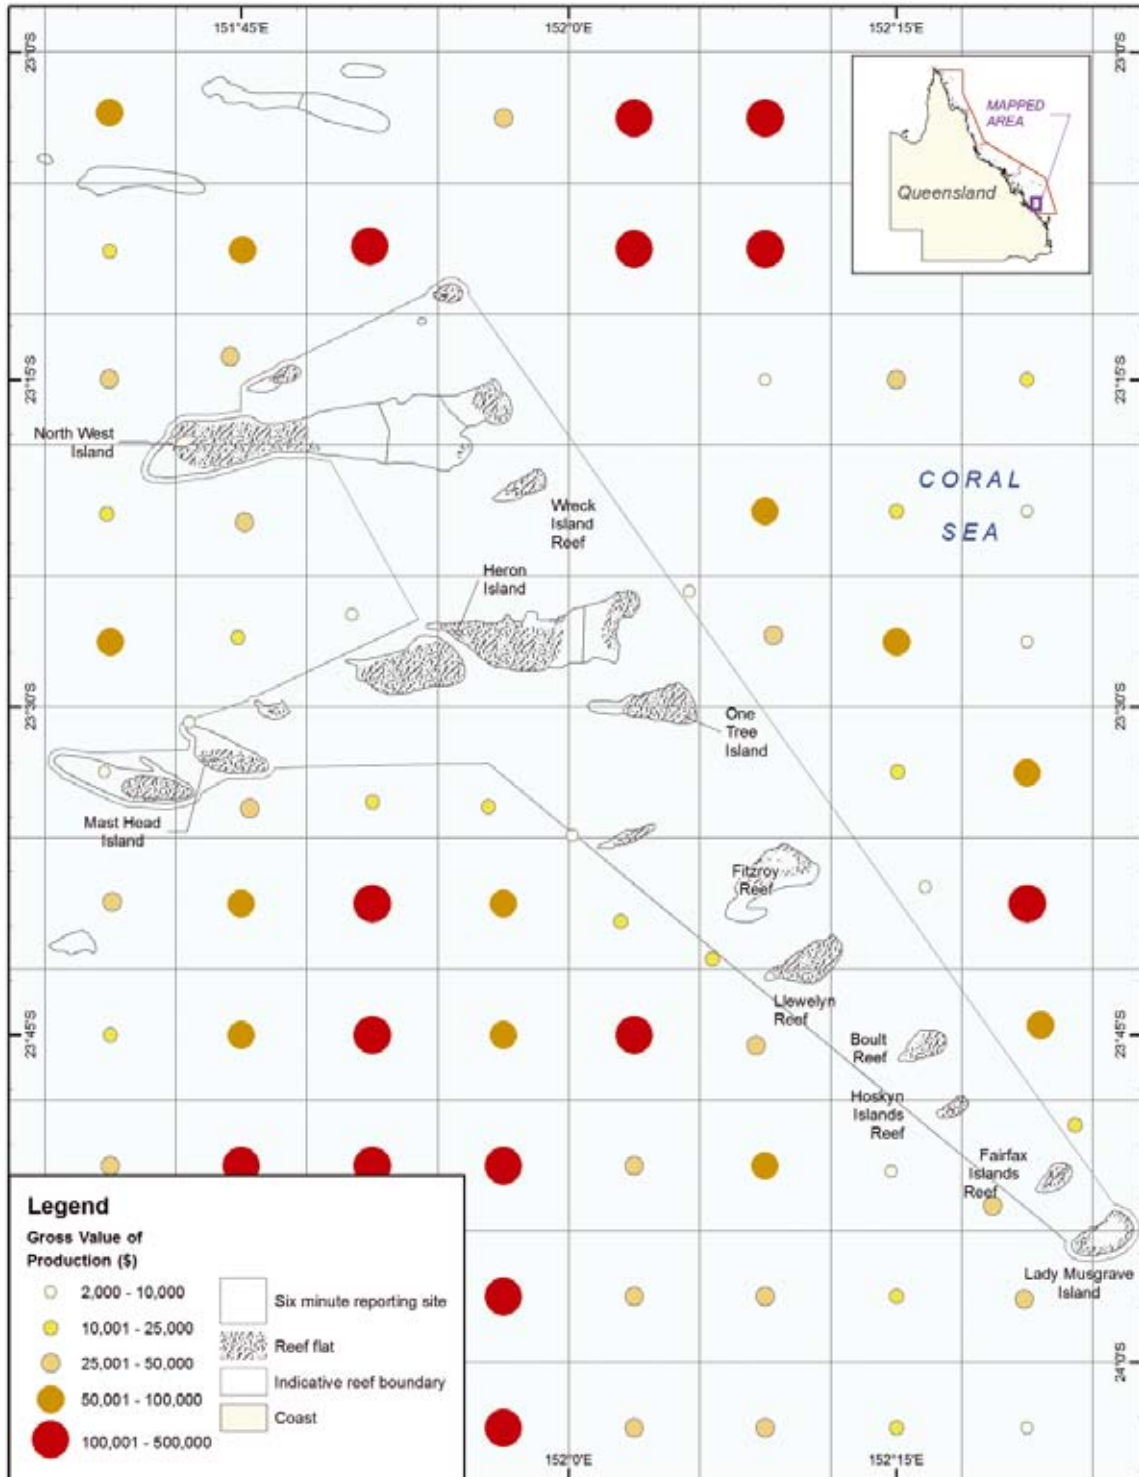 151°45'E
152°0'E
152°15'E
23°0'S
23°0'S
MAPPED
AREA
Queensland
23°15'S
23°15'S
North West
Island
CORAL
SEA
Wreck
Island
Reef
Heron
Island
23°30'S
23°30'S
One
Tree
Island
Mast Head
Island
Fitzroy
Reef
Llewelyn
Reef
23°45'S
23°45'S
Boult
Reef
Hoskyn
Islands
Reef
Fairfax
Islands
Reef
Lady Musgrave
Island
Legend
Gross Value of
Production ($)
2,000 - 10,000
10,001 - 25,000
25,001 - 50,000
50,001 - 100,000
100,001 - 500,000
Six minute reporting site
Reef flat
Indicative reef boundary
Coast
24°0'S
152°0'E
152°15'E